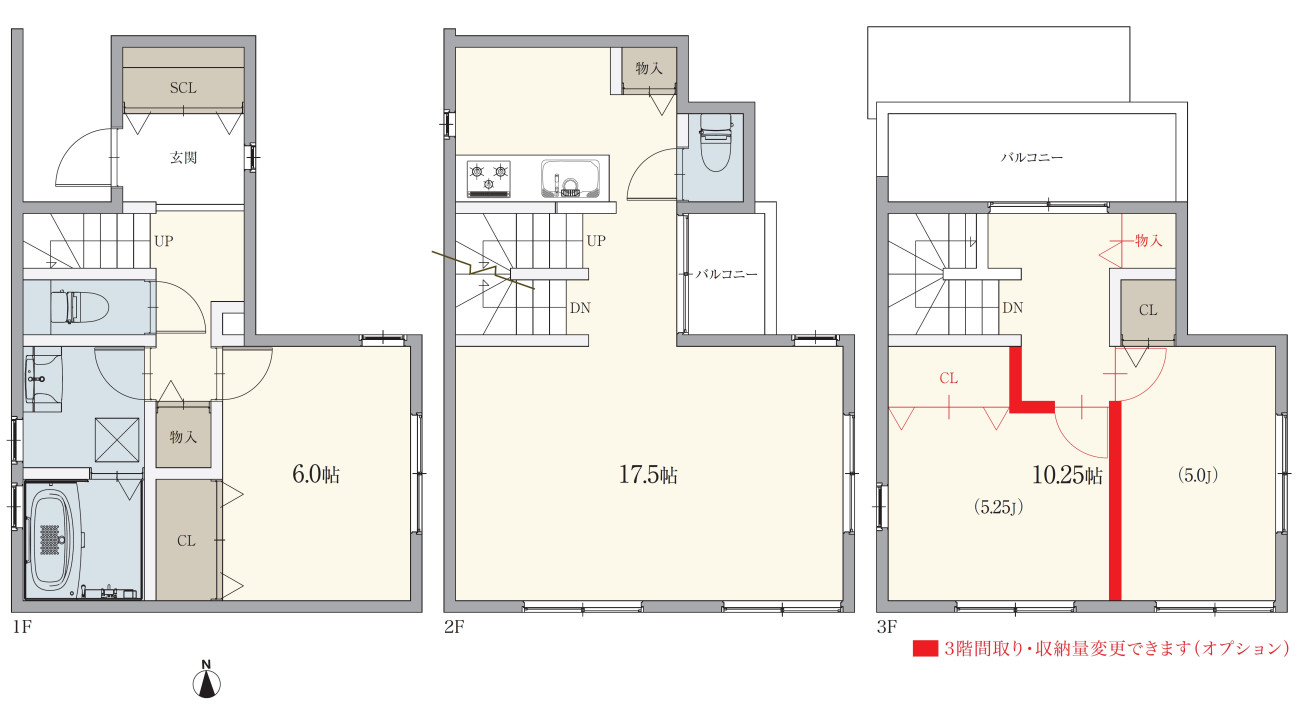 SCL
玄関
UP
物入
CL
6.0帖
1F
N
物入
UP
バルコニー
DN
17.5帖
2F
バルコニー
物入
DN
CL
CL
10.25帖
(5.25J)
(5.0J)
3F
3階間取り・収納量変更できます(オプション)